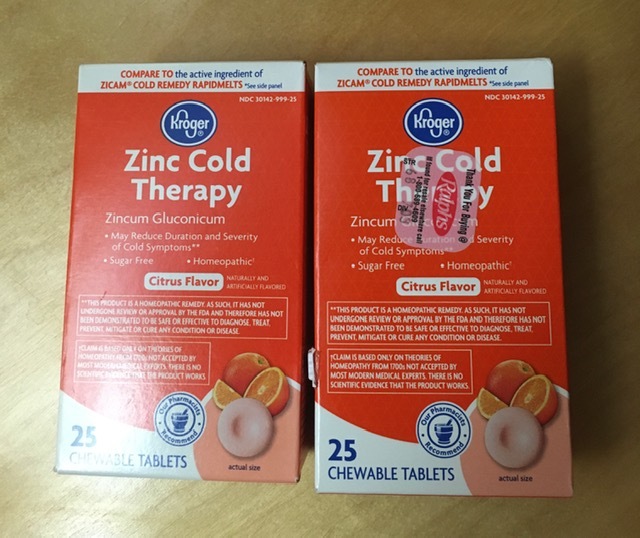 COMPARE TO the active ingredient of
ZICAM® COLD REMEDY RAPIDMELTS *See side panel
NDC 30142-999-25
Kroger®
Zinc Cold
Therapy
Zincum Gluconicum
• May Reduce Duration and Severity
of Cold Symptoms**
• Sugar Free • Homeopathic†
Citrus Flavor NATURALLY AND
ARTIFICIALLY FLAVORED
**THIS PRODUCT IS A HOMEOPATHIC REMEDY. AS SUCH, IT HAS NOT
UNDERGONE REVIEW OR APPROVAL BY THE FDA AND THEREFORE HAS NOT
BEEN DEMONSTRATED TO BE SAFE OR EFFECTIVE TO DIAGNOSE, TREAT,
PREVENT, MITIGATE OR CURE ANY CONDITION OR DISEASE.
†CLAIM IS BASED ONLY ON THEORIES OF
HOMEOPATHY FROM 1700s NOT ACCEPTED BY
MOST MODERN MEDICAL EXPERTS. THERE IS NO
SCIENTIFIC EVIDENCE THAT THE PRODUCT WORKS.
Our Pharmacists
Recommend
25
CHEWABLE TABLETS
actual size
COMPARE TO the active ingredient of
ZICAM® COLD REMEDY RAPIDMELTS *See side panel
NDC 30142-999-25
Kroger®
Cold
Zincum
• May Severity
of Cold Symptoms**
• Sugar Free • Homeopathic†
Thank You For Buying @
Ralphs
If found for resale elsewhere call
STR
Citrus Flavor NATURALLY AND
ARTIFICIALLY FLAVORED
**THIS PRODUCT IS A HOMEOPATHIC REMEDY. AS SUCH, IT HAS NOT
UNDERGONE REVIEW OR APPROVAL BY THE FDA AND THEREFORE HAS NOT
BEEN DEMONSTRATED TO BE SAFE OR EFFECTIVE TO DIAGNOSE, TREAT,
PREVENT, MITIGATE OR CURE ANY CONDITION OR DISEASE.
†CLAIM IS BASED ONLY ON THEORIES OF
HOMEOPATHY FROM 1700s NOT ACCEPTED BY
MOST MODERN MEDICAL EXPERTS. THERE IS NO
SCIENTIFIC EVIDENCE THAT THE PRODUCT WORKS.
Our Pharmacists
Recommend
25
CHEWABLE TABLETS
actual size